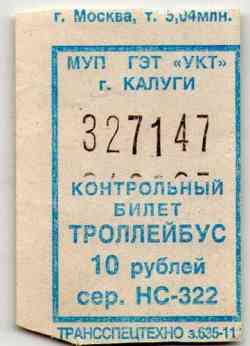 г. Москва, т. 5,04млн.
МУП ГЭТ «УКТ»
г. КАЛУГИ
327147
КОНТРОЛЬНЫЙ
БИЛЕТ
ТРОЛЛЕЙБУС
10 рублей
сер. НС-322
ТРАНССПЕЦТЕХНО з.635-11